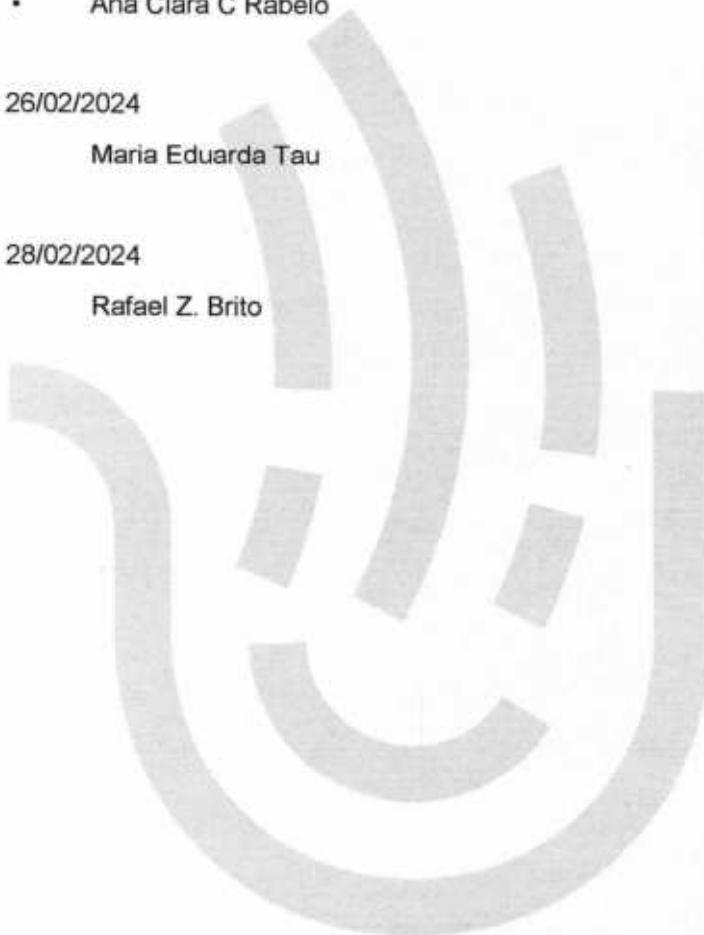 • Ana Clara C Rabelo
26/02/2024
Maria Eduarda Tau
28/02/2024
Rafael Z. Brito